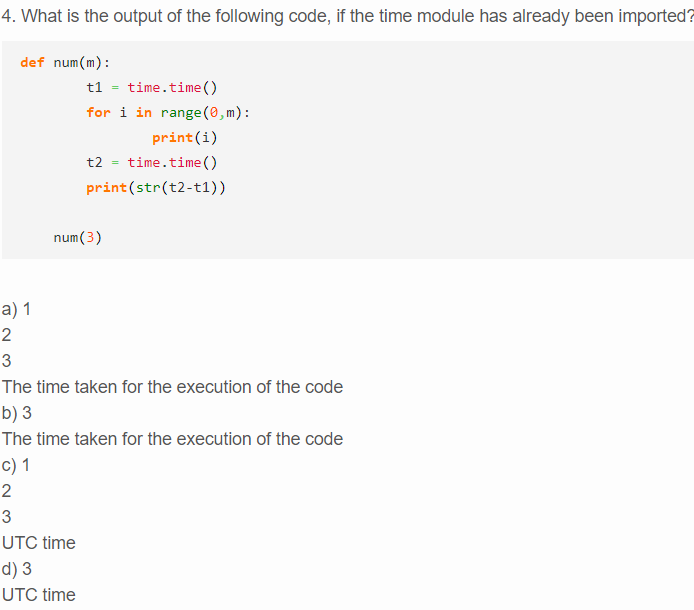 4. What is the output of the following code, if the time module has already been imported?
def num(m):
t1 = time.time()
for i in range(0,m):
print(i)
t2 = time.time()
print(str(t2-t1))
num(3)
a) 1
2
3
The time taken for the execution of the code
b) 3
The time taken for the execution of the code
c) 1
2
3
UTC time
d) 3
UTC time